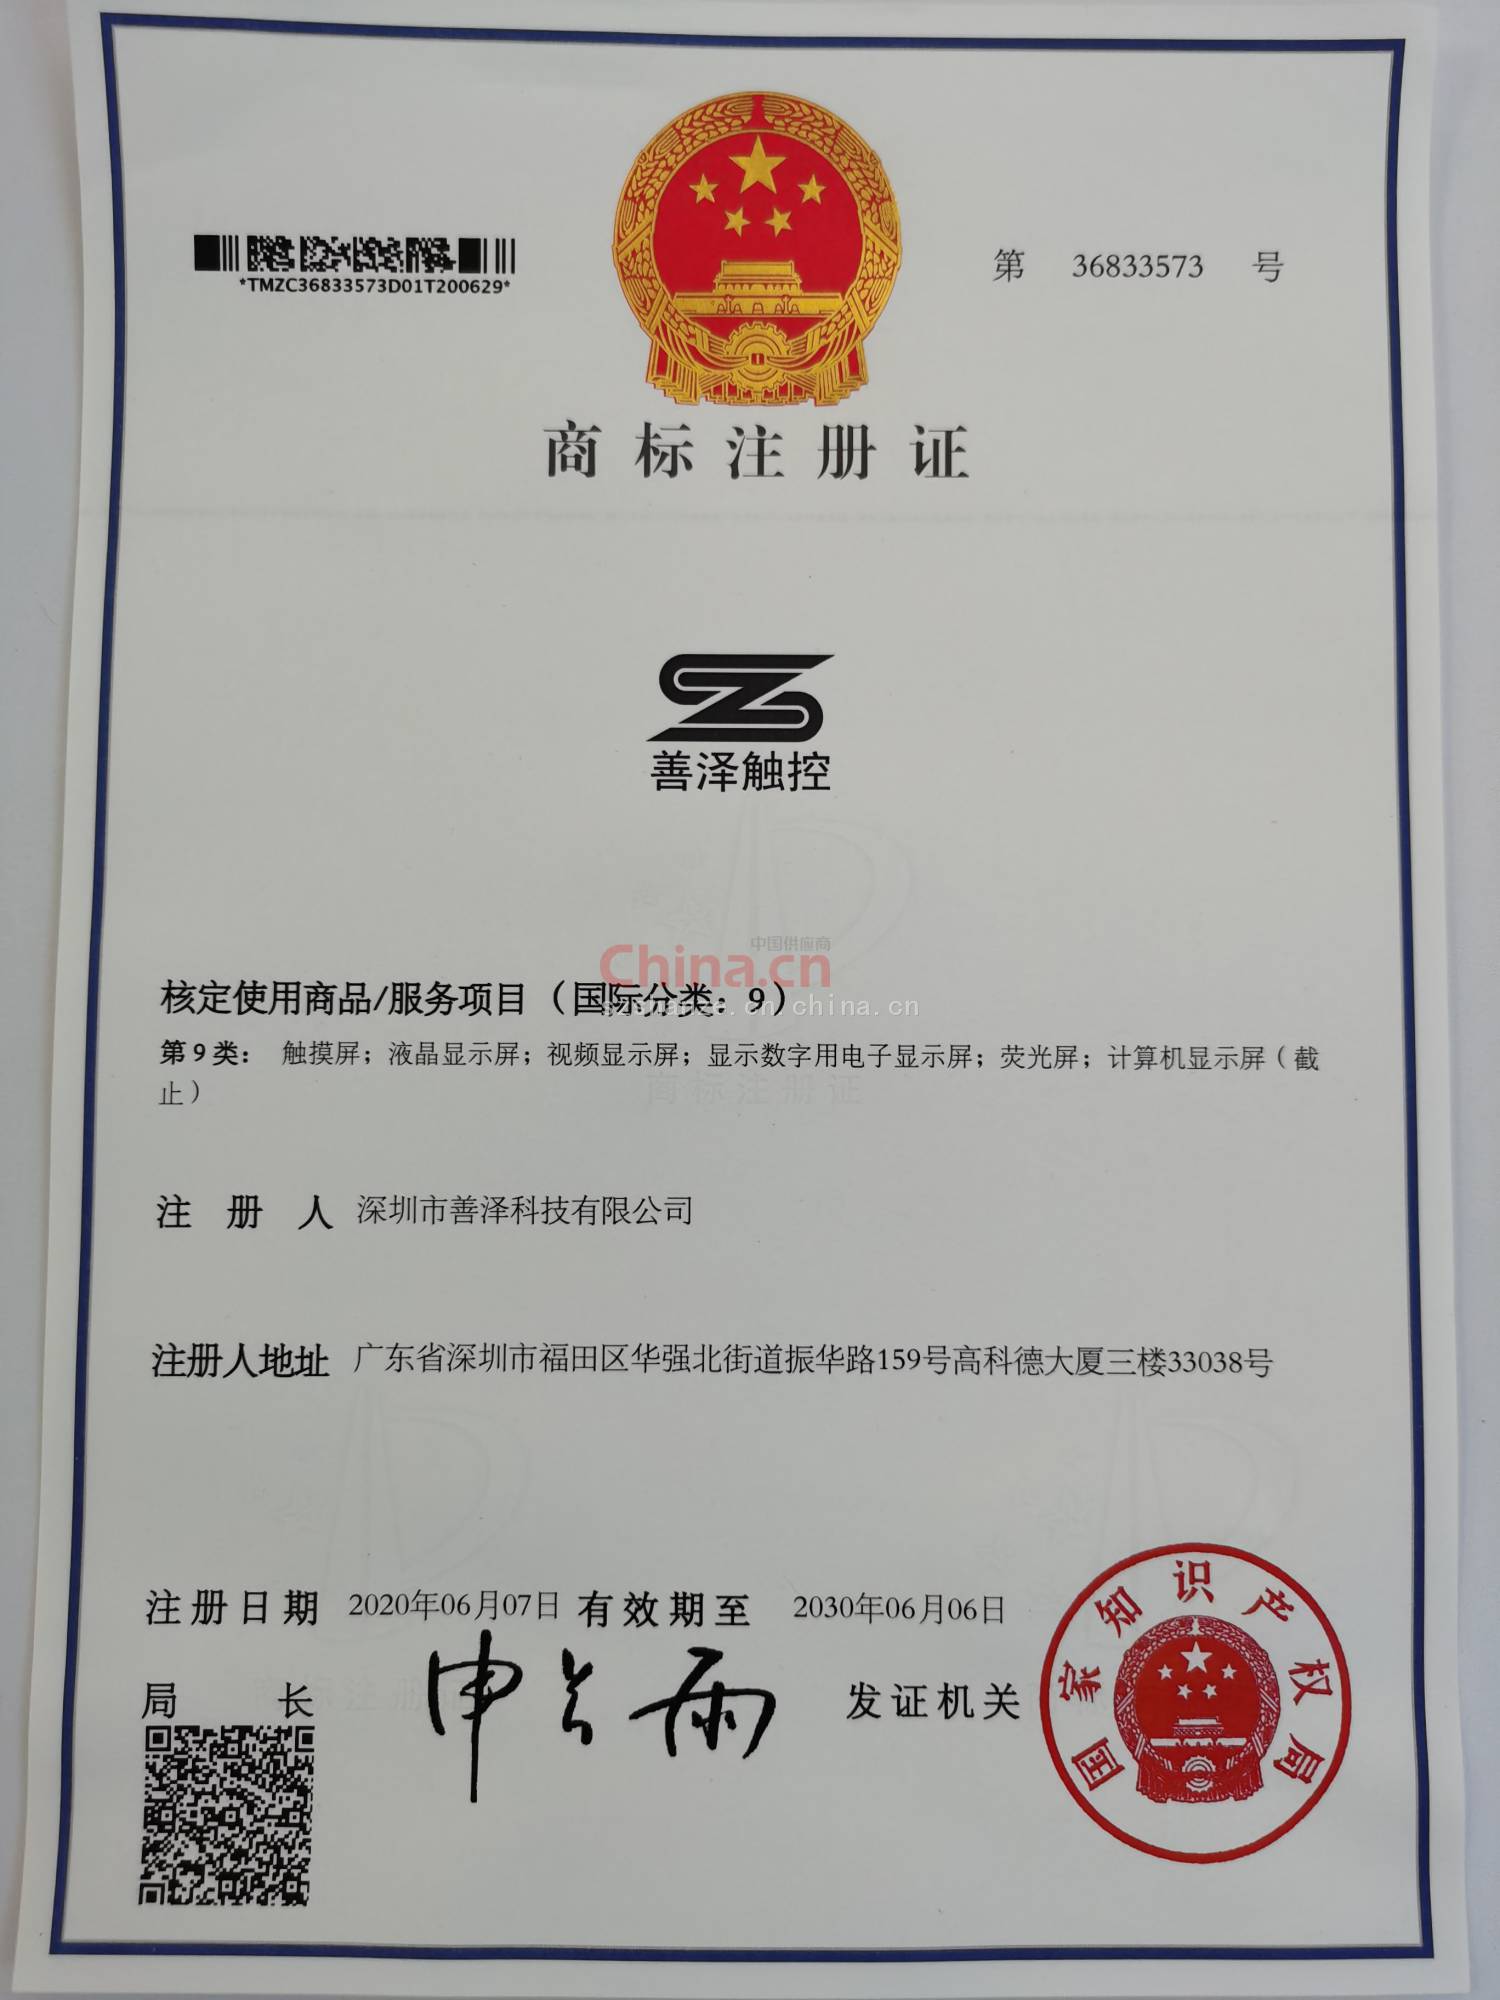 *TMZC36833573D01T200629*
第 36833573 号
商标注册证
善泽触控
中国供应商
China.cn
核定使用商品/服务项目（国际分类：9）
szshanze.cn.china.cn
第9类： 触摸屏；液晶显示屏；视频显示屏；显示数字用电子显示屏；荧光屏；计算机显示屏（截
止）
商标注册证
注册人 深圳市善泽科技有限公司
注册人地址 广东省深圳市福田区华强北街道振华路159号高科德大厦三楼33038号
注册日期 2020年06月07日 有效期至 2030年06月06日
局长 申长雨 发证机关
国家知识产权局